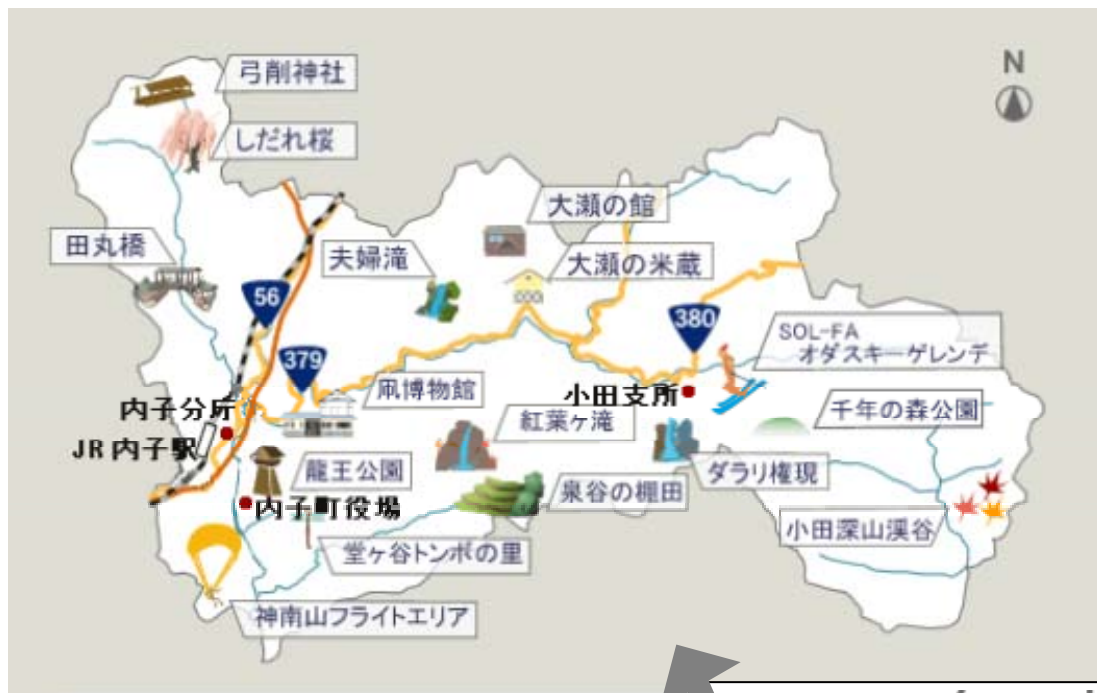 弓削神社
N
しだれ桜
大瀬の館
田丸橋
夫婦滝
大瀬の米蔵
56
380
SOL-FA
オダスキーゲレンデ
379
凧博物館
小田支所
内子分庁
紅葉ヶ滝
千年の森公園
JR内子駅
龍王公園
ダラリ権現
泉谷の棚田
内子町役場
小田深山渓谷
堂ヶ谷トンボの里
神南山フライトエリア